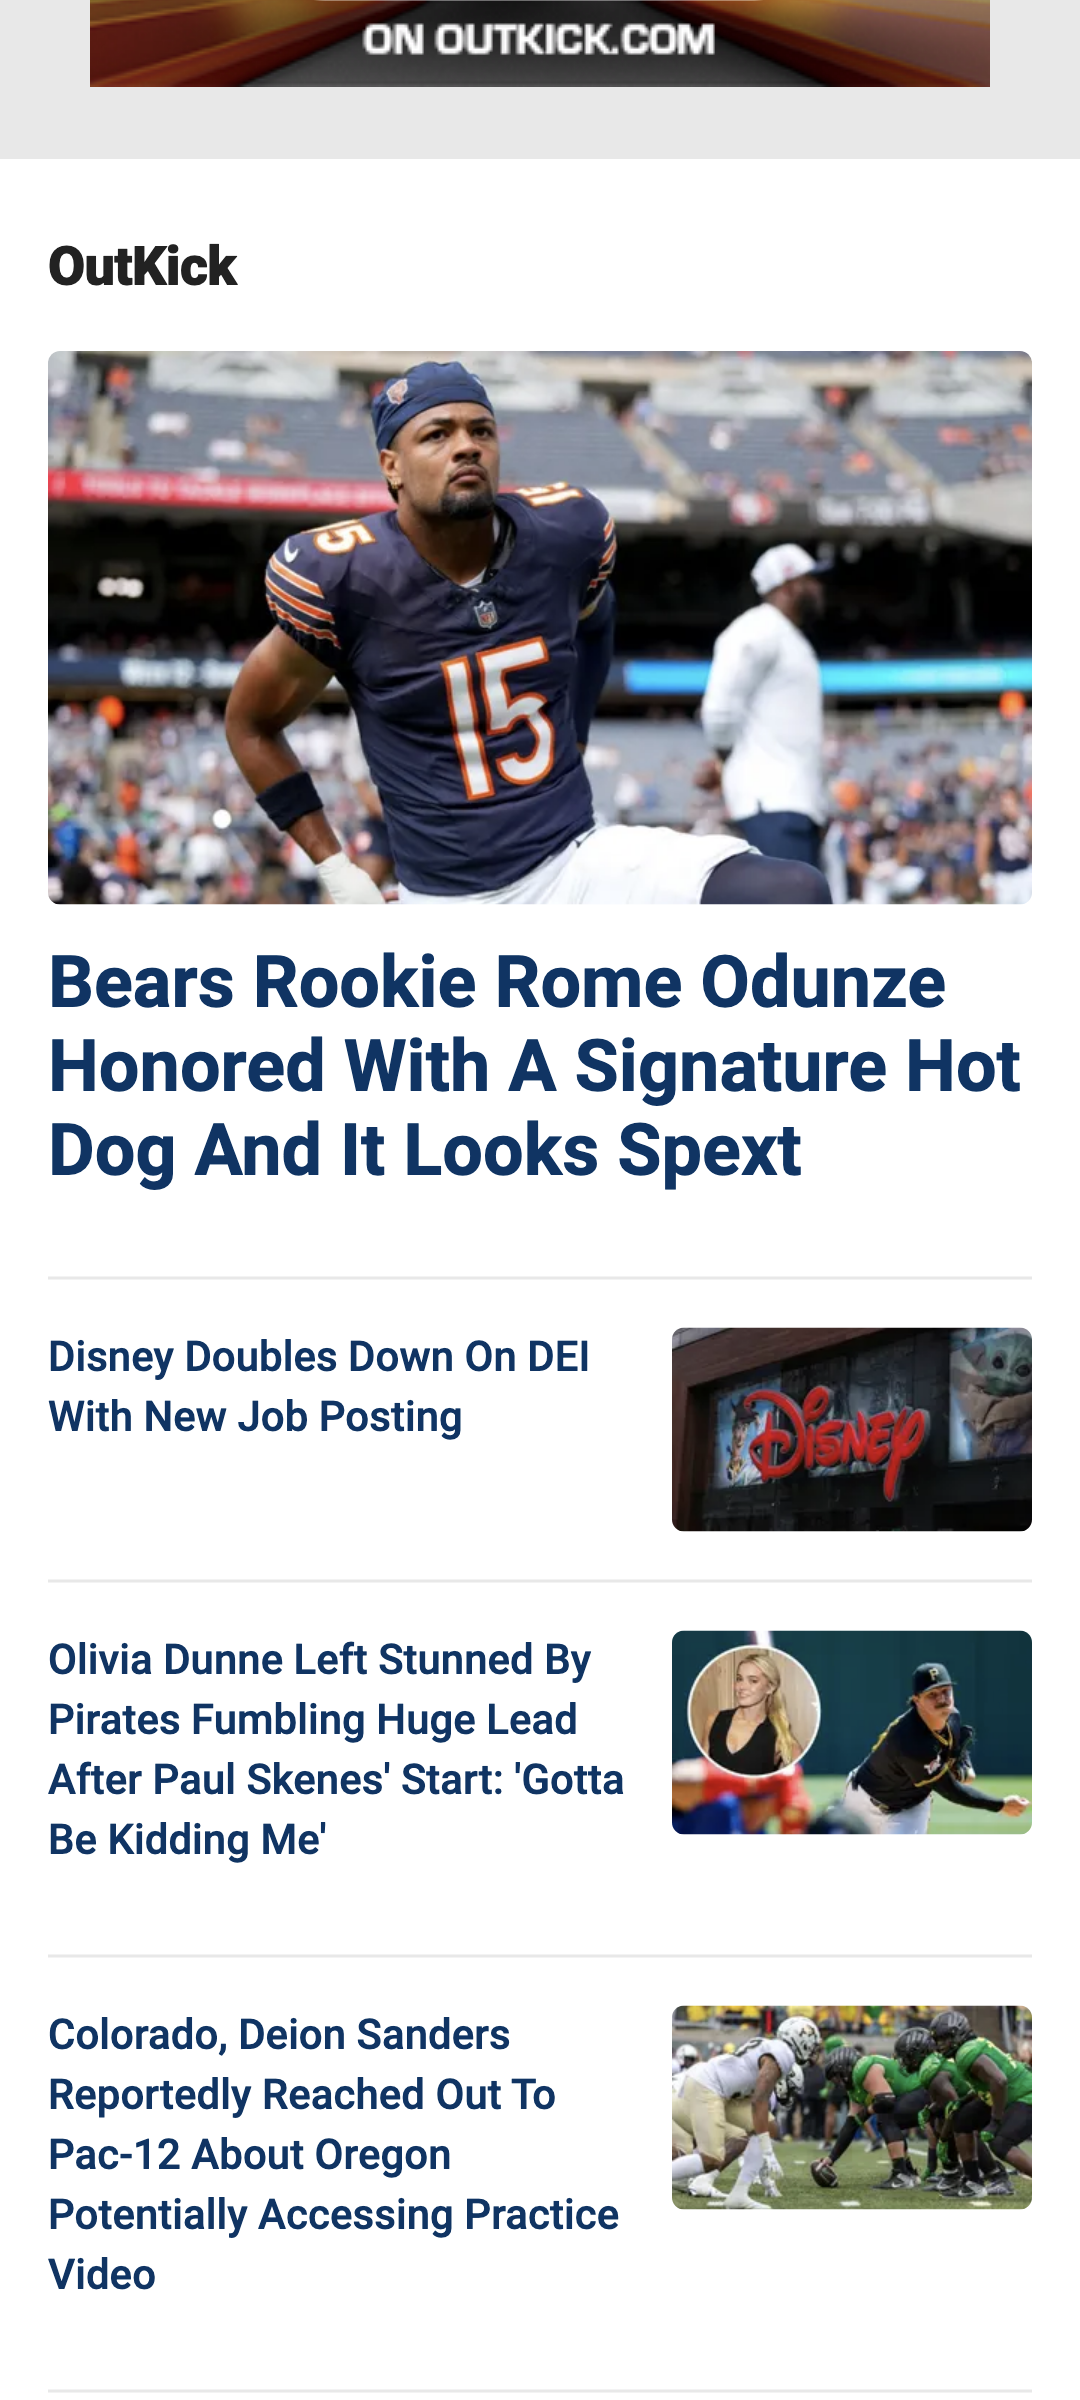 ON OUTKICK.COM
OutKick
15
15
15
Bears Rookie Rome Odunze
Honored With A Signature Hot
Dog And It Looks Spext
Disney Doubles Down On DEI
With New Job Posting
Disney
Olivia Dunne Left Stunned By
Pirates Fumbling Huge Lead
After Paul Skenes' Start: 'Gotta
Be Kidding Me'
P
Colorado, Deion Sanders
Reportedly Reached Out To
Pac-12 About Oregon
Potentially Accessing Practice
Video